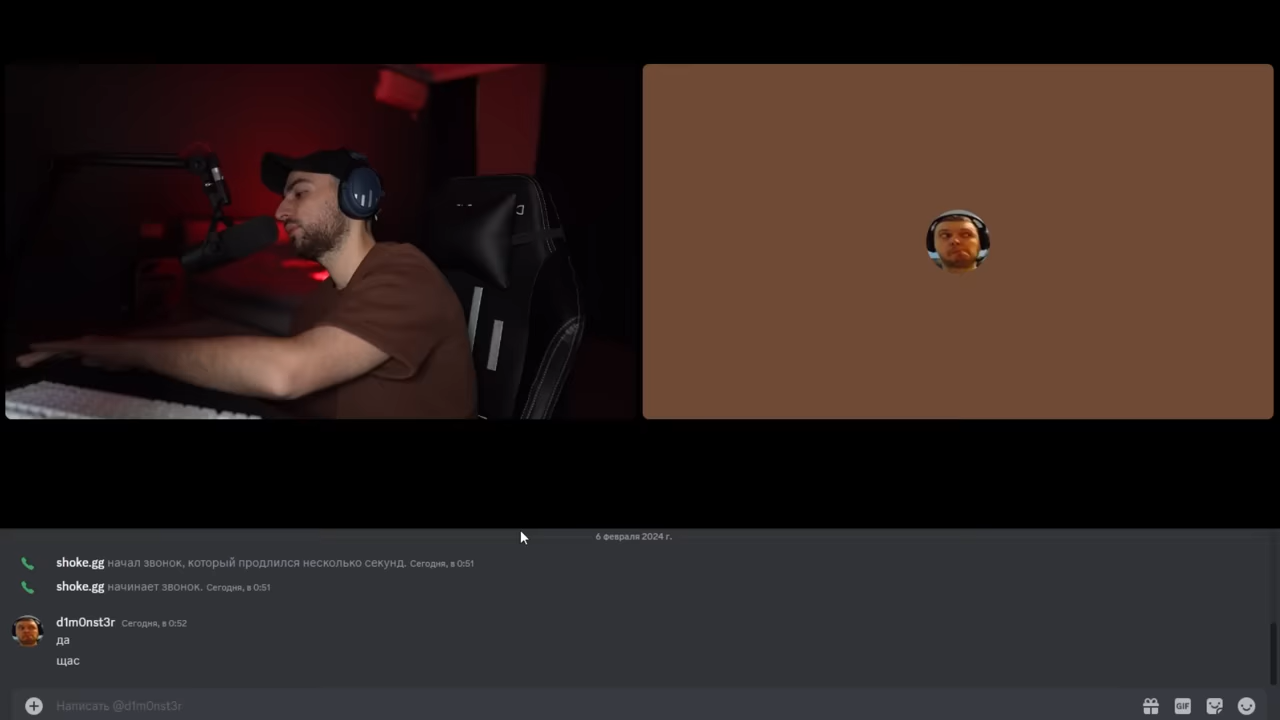 6 февраля 2024 г.
shoke.gg начал звонок, который продлился несколько секунд. Сегодня, в 0:51
shoke.gg начинает звонок. Сегодня, в 0:51
d1m0nst3r Сегодня, в 0:52
да
щас
Написать @d1m0nst3r
GIF